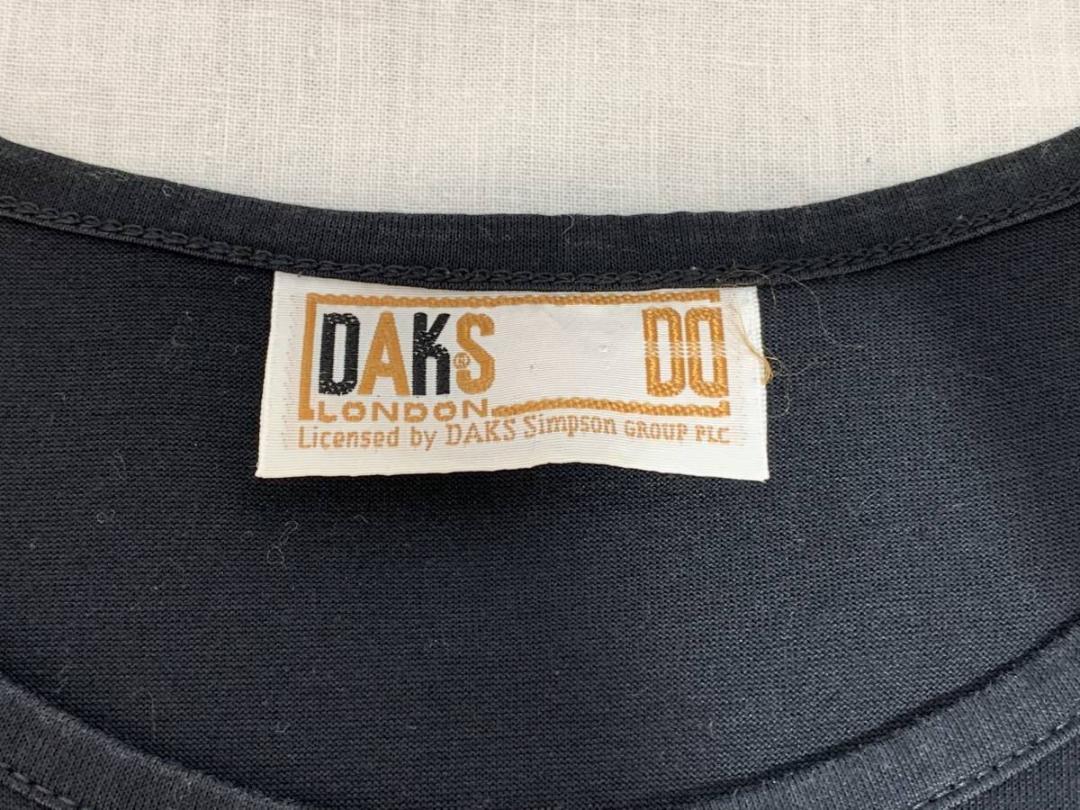 DAKS® DD
LONDON
Licensed by DAKS Simpson GROUP PLC